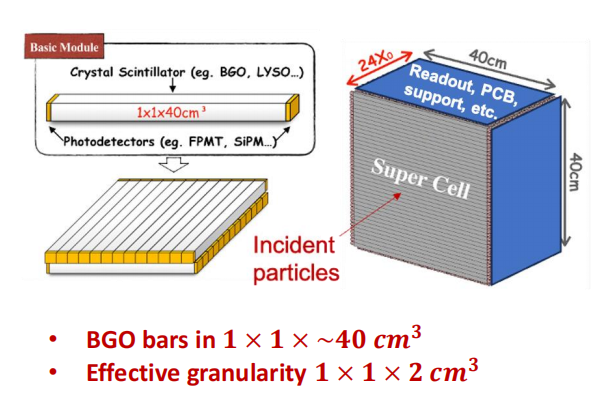 Basic Module
Crystal Scintillator (eg. BGO, LYSO...)
1x1x40cm³
Photodetectors (eg. FPMT, SiPM...)
24X₀
40cm
Readout, PCB,
support, etc.
Super Cell
40cm
Incident
particles
• BGO bars in 1 × 1 × ~40 cm³
• Effective granularity 1 × 1 × 2 cm³